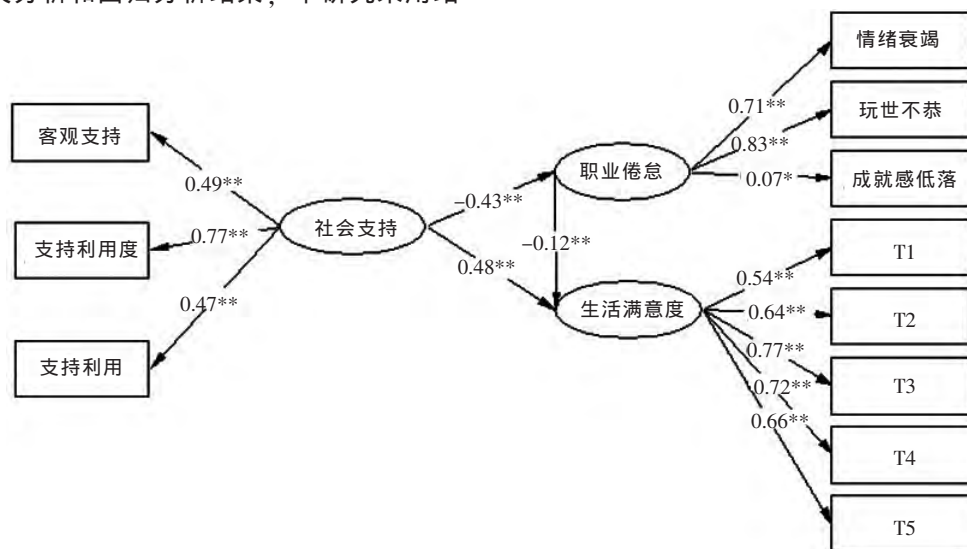 情绪衰竭
玩世不恭
成就感低落
客观支持
支持利用度
支持利用
社会支持
职业倦怠
生活满意度
T1
T2
T3
T4
T5
0.49**
0.77**
0.47**
-0.43**
0.48**
-0.12**
0.71**
0.83**
0.07*
0.54**
0.64**
0.77**
0.72**
0.66**